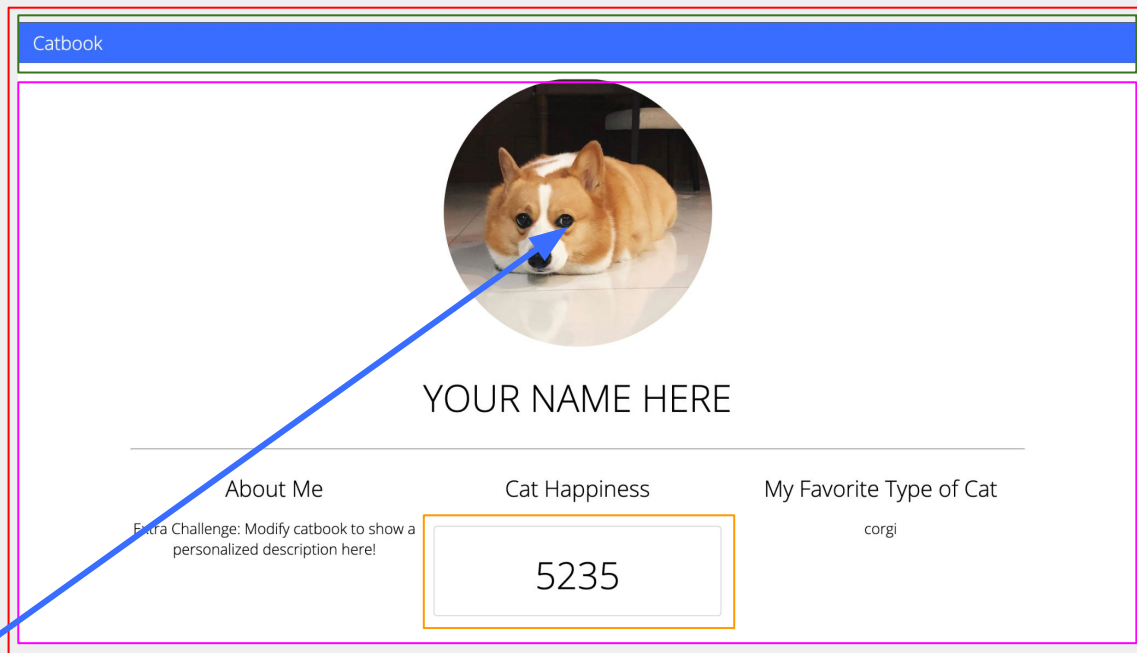 Catbook
YOUR NAME HERE
About Me
Extra Challenge: Modify catbook to show a
personalized description here!
Cat Happiness
5235
My Favorite Type of Cat
corgi